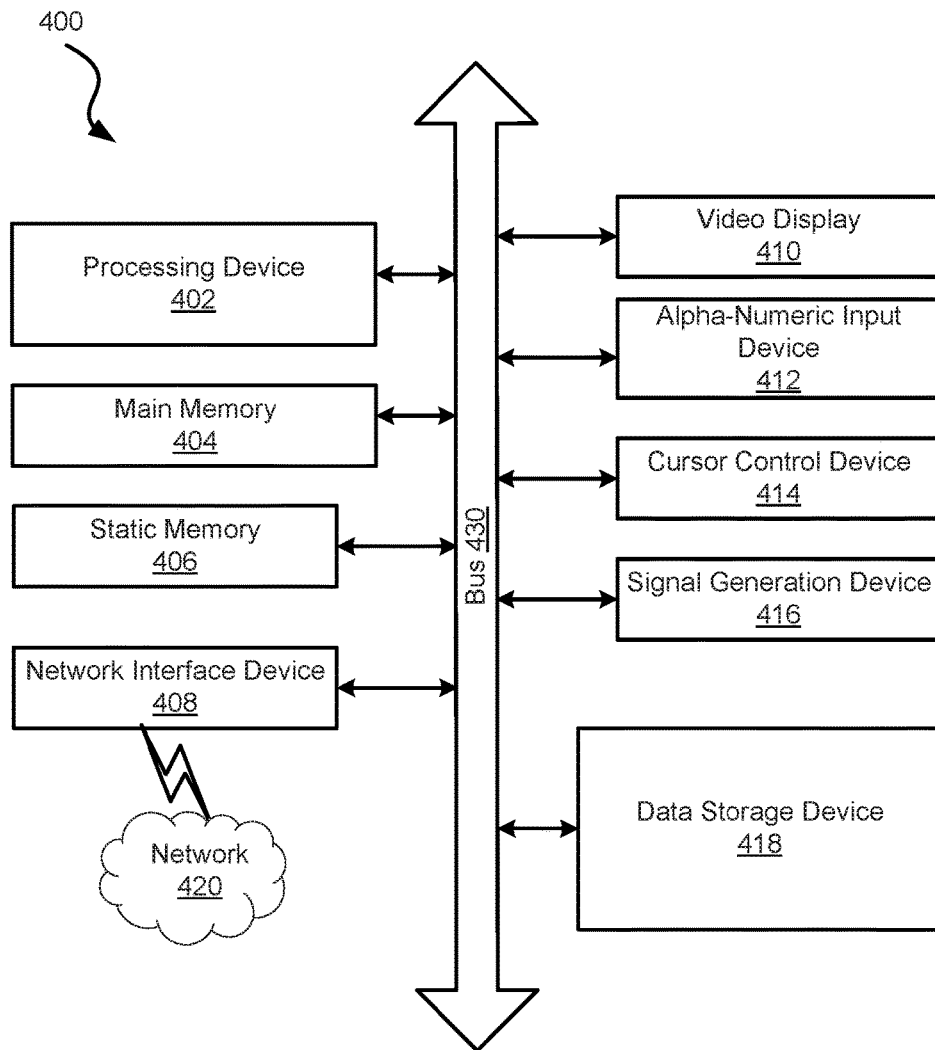 400
Processing Device
402
Main Memory
404
Static Memory
406
Network Interface Device
408
Network
420
Bus 430
Video Display
410
Alpha-Numeric Input
Device
412
Cursor Control Device
414
Signal Generation Device
416
Data Storage Device
418